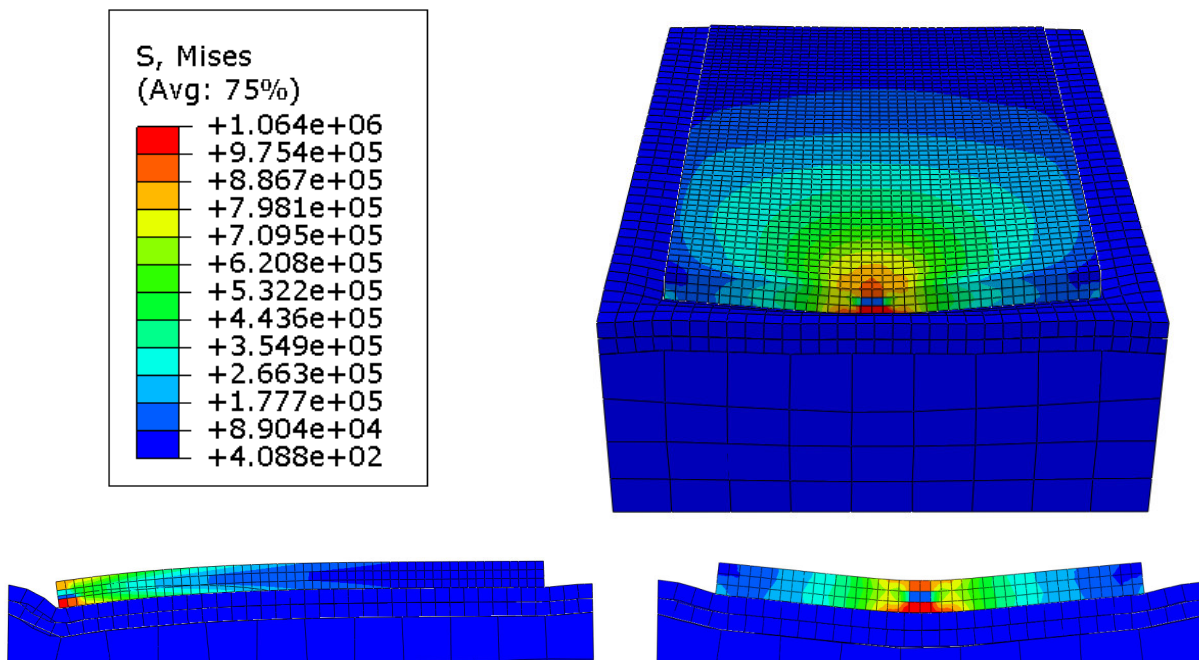 S, Mises
(Avg: 75%)
+1.064e+06
+9.754e+05
+8.867e+05
+7.981e+05
+7.095e+05
+6.208e+05
+5.322e+05
+4.436e+05
+3.549e+05
+2.663e+05
+1.777e+05
+8.904e+04
+4.088e+02